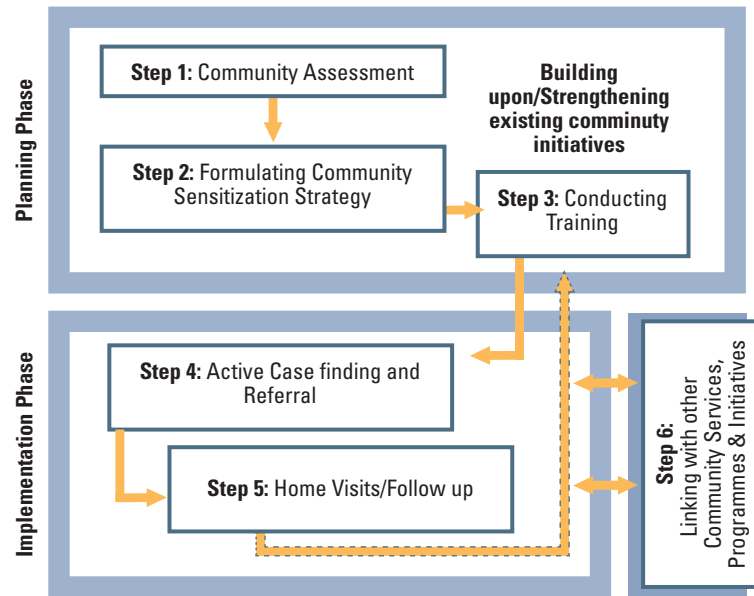 Planning Phase
Step 1: Community Assessment
Building
upon/Strengthening
existing comminuty
initiatives
Step 2: Formulating Community
Sensitization Strategy
Step 3: Conducting
Training
Implementation Phase
Step 4: Active Case finding and
Referral
Step 5: Home Visits/Follow up
Step 6:
Linking with other
Community Services,
Programmes & Initiatives